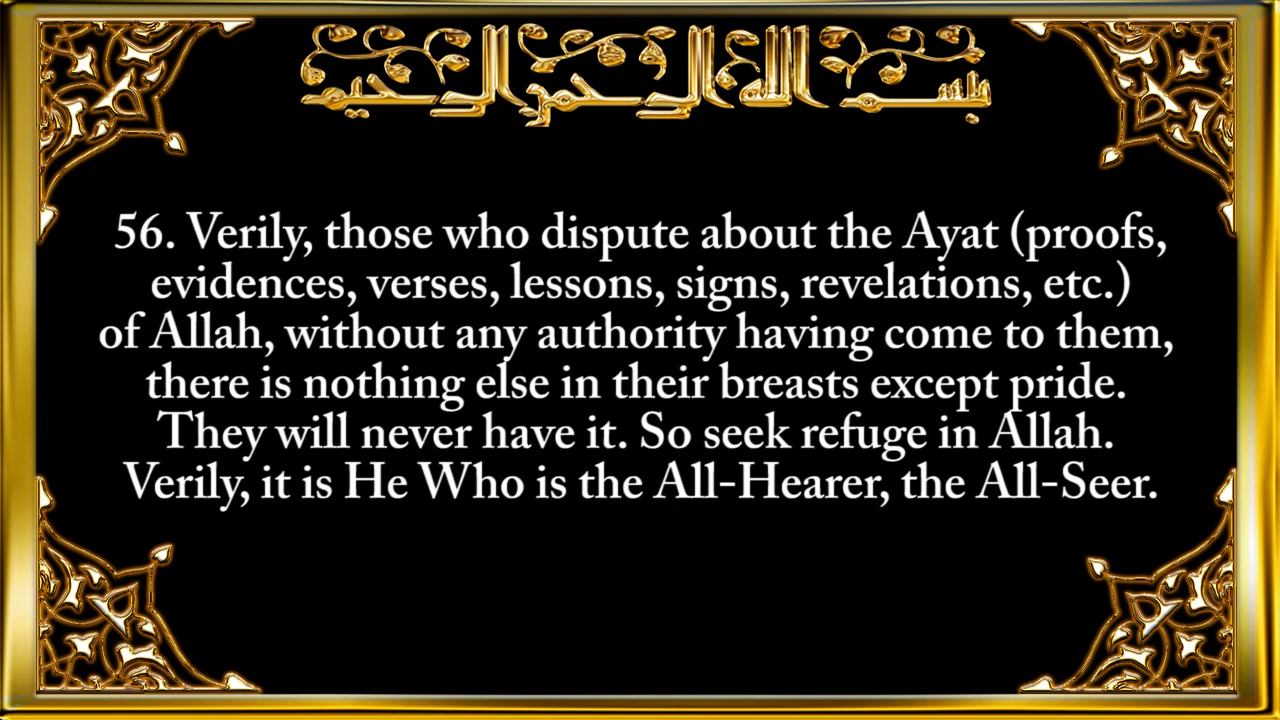 بسم الله الرحمن الرحيم
56. Verily, those who dispute about the Ayat (proofs,
evidences, verses, lessons, signs, revelations, etc.)
of Allah, without any authority having come to them,
there is nothing else in their breasts except pride.
They will never have it. So seek refuge in Allah.
Verily, it is He Who is the All-Hearer, the All-Seer.